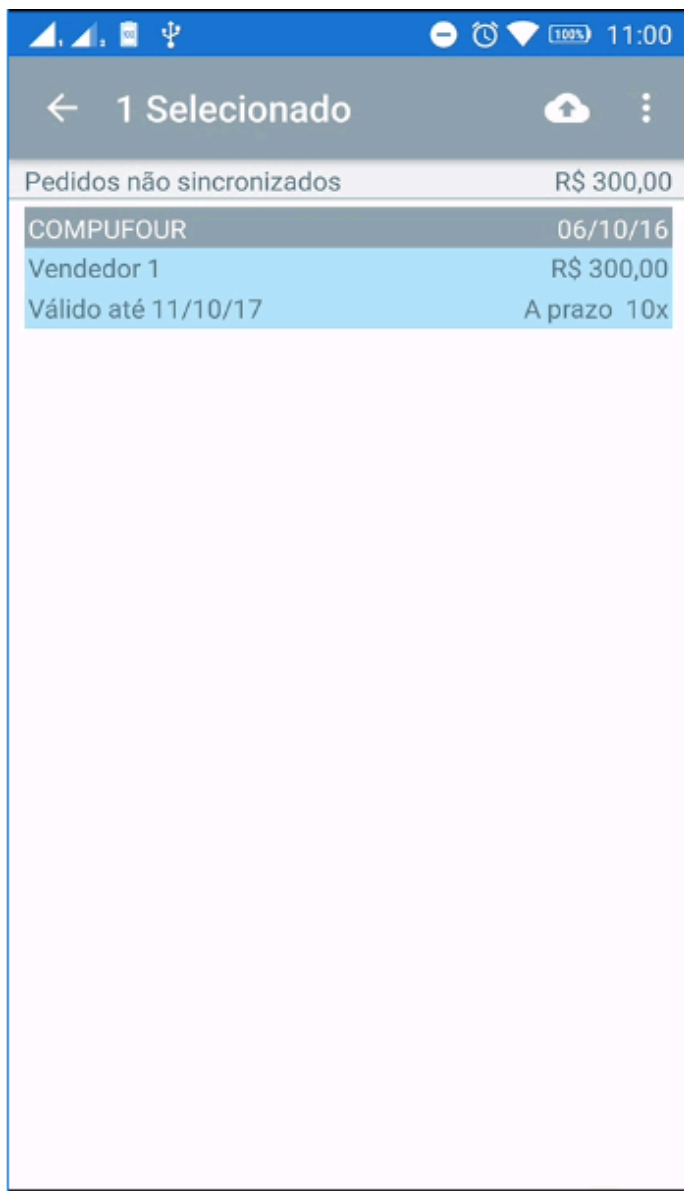 100% 11:00
1 Selecionado
Pedidos não sincronizados R$ 300,00
COMPUFOUR 06/10/16
Vendedor 1 R$ 300,00
Válido até 11/10/17 A prazo 10x